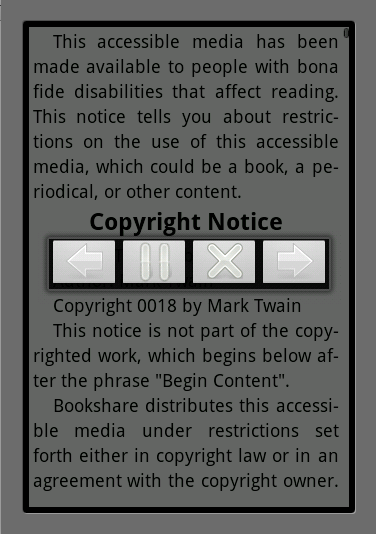 This accessible media has been
made available to people with bona
fide disabilities that affect reading.
This notice tells you about restric-
tions on the use of this accessible
media, which could be a book, a pe-
riodical, or other content.
Copyright Notice
Copyright 0018 by Mark Twain
This notice is not part of the copy-
righted work, which begins below af-
ter the phrase "Begin Content".
Bookshare distributes this accessi-
ble media under restrictions set
forth either in copyright law or in an
agreement with the copyright owner.